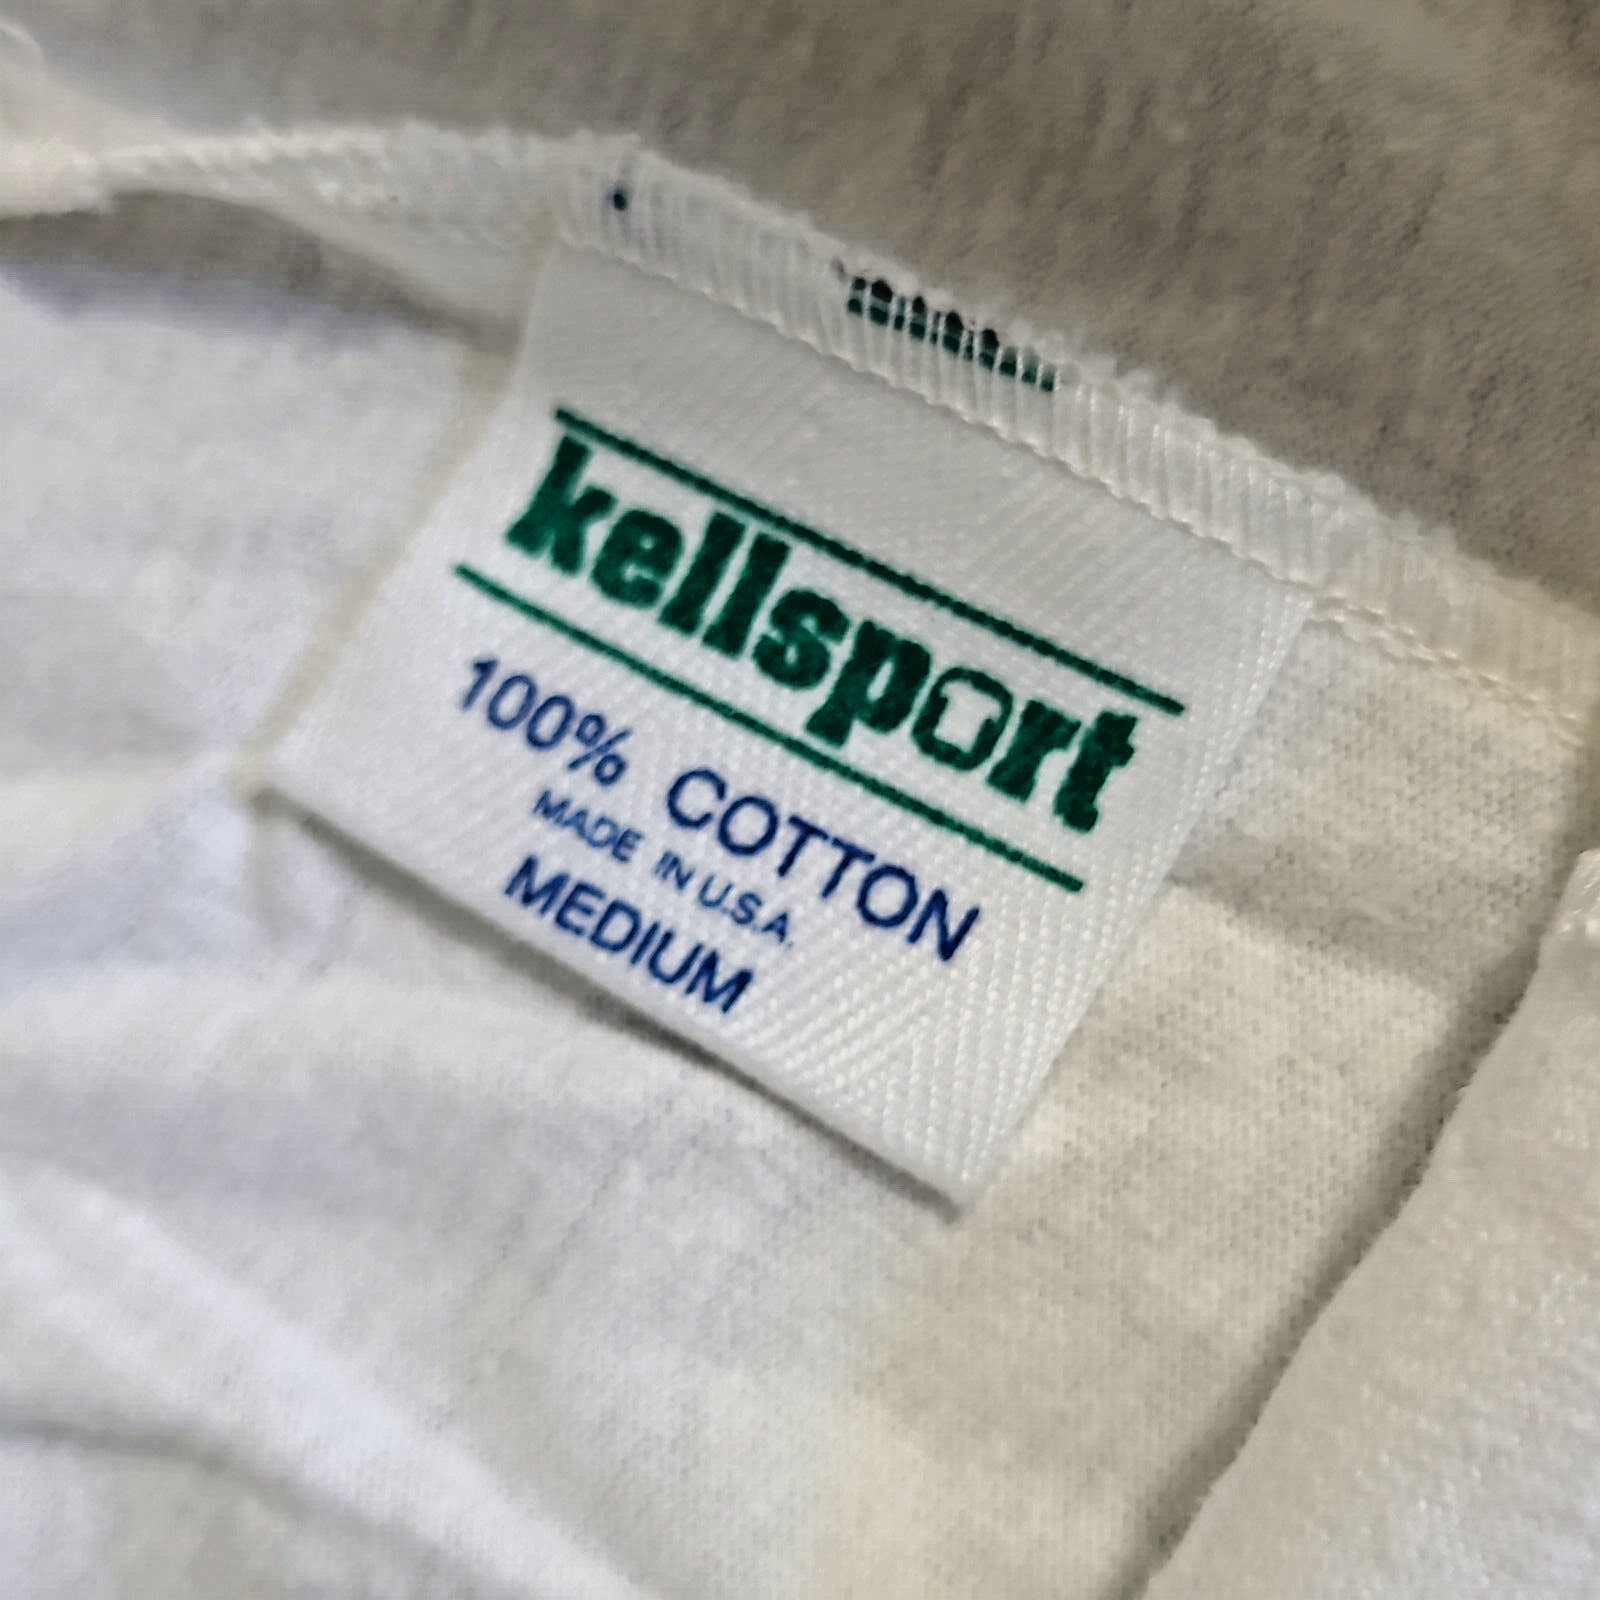 kellsport
100% COTTON
MADE IN U.S.A.
MEDIUM